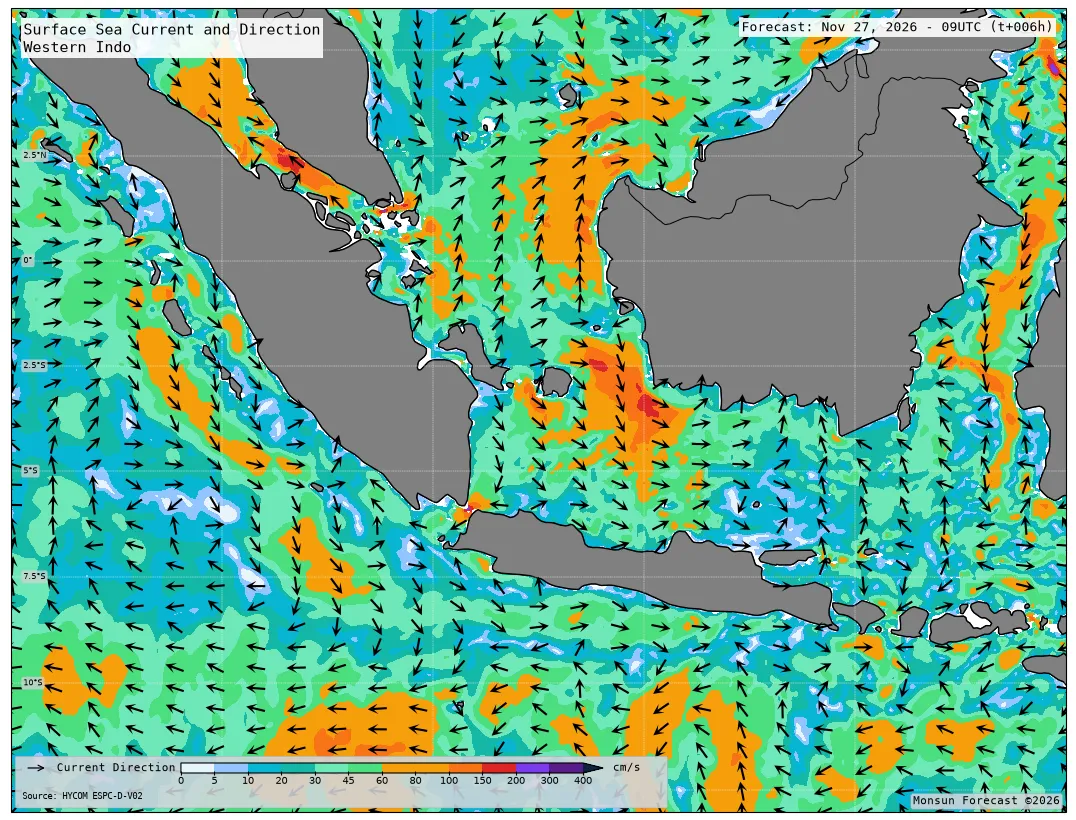 Surface Sea Current and Direction
Western Indo
Forecast: Nov 27, 2026 - 09UTC (t+006h)
2.5°N
0°
2.5°S
5°S
7.5°S
10°S
Current Direction
0 5 10 20 30 45 60 80 100 150 200 300 400 cm/s
Source: HYCOM ESPC-D-V02
Monsun Forecast ©2026